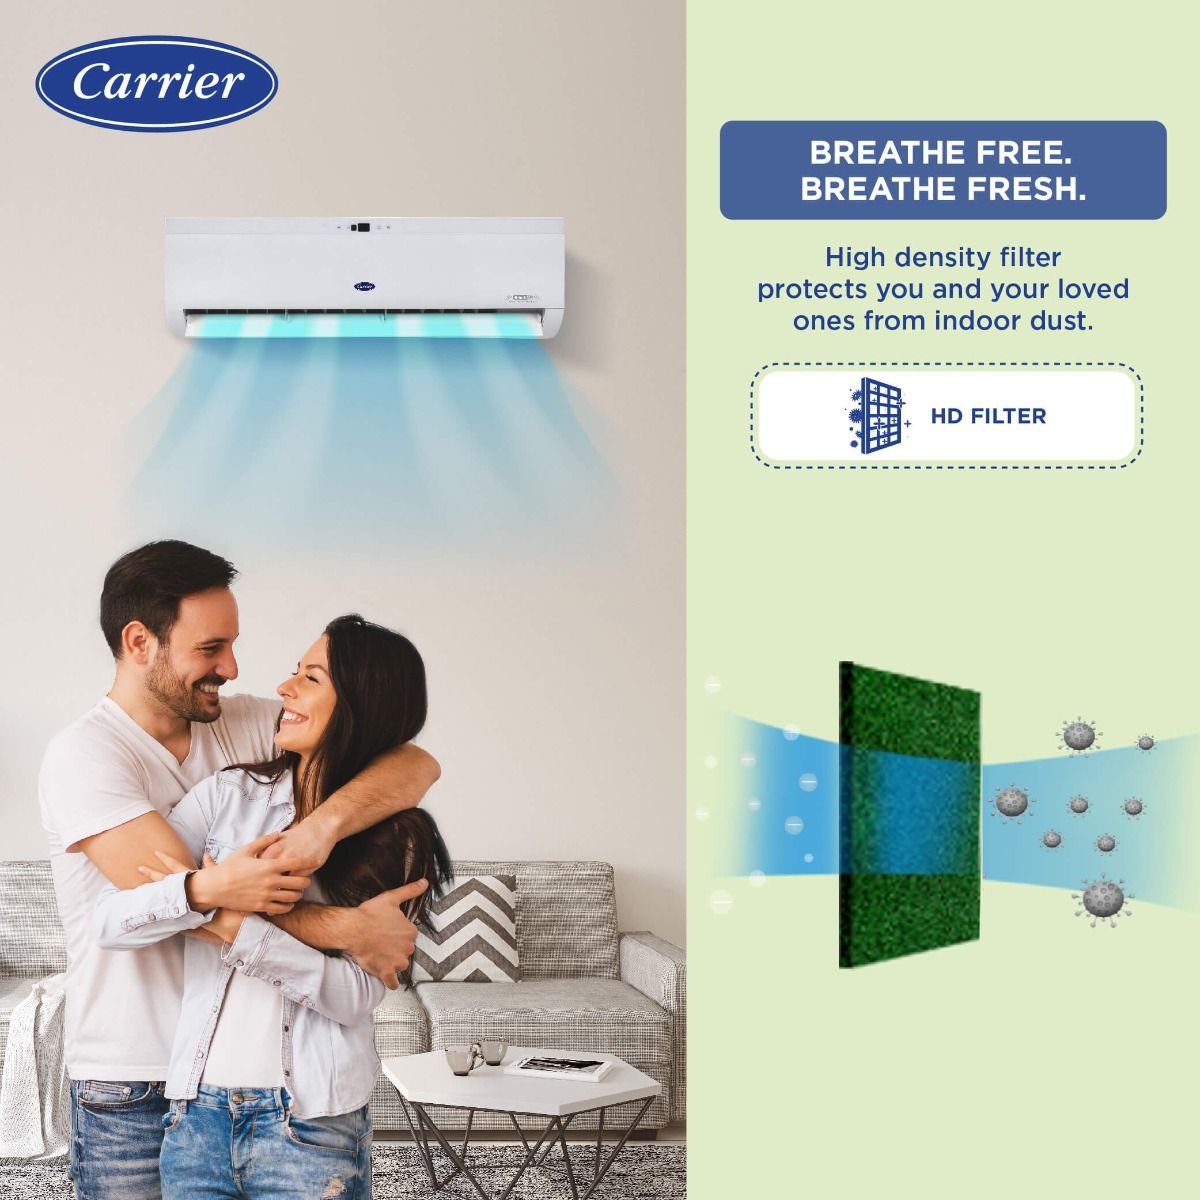 Carrier
BREATHE FREE.
BREATHE FRESH.
High density filter
protects you and your loved
ones from indoor dust.
HD FILTER
Carrier